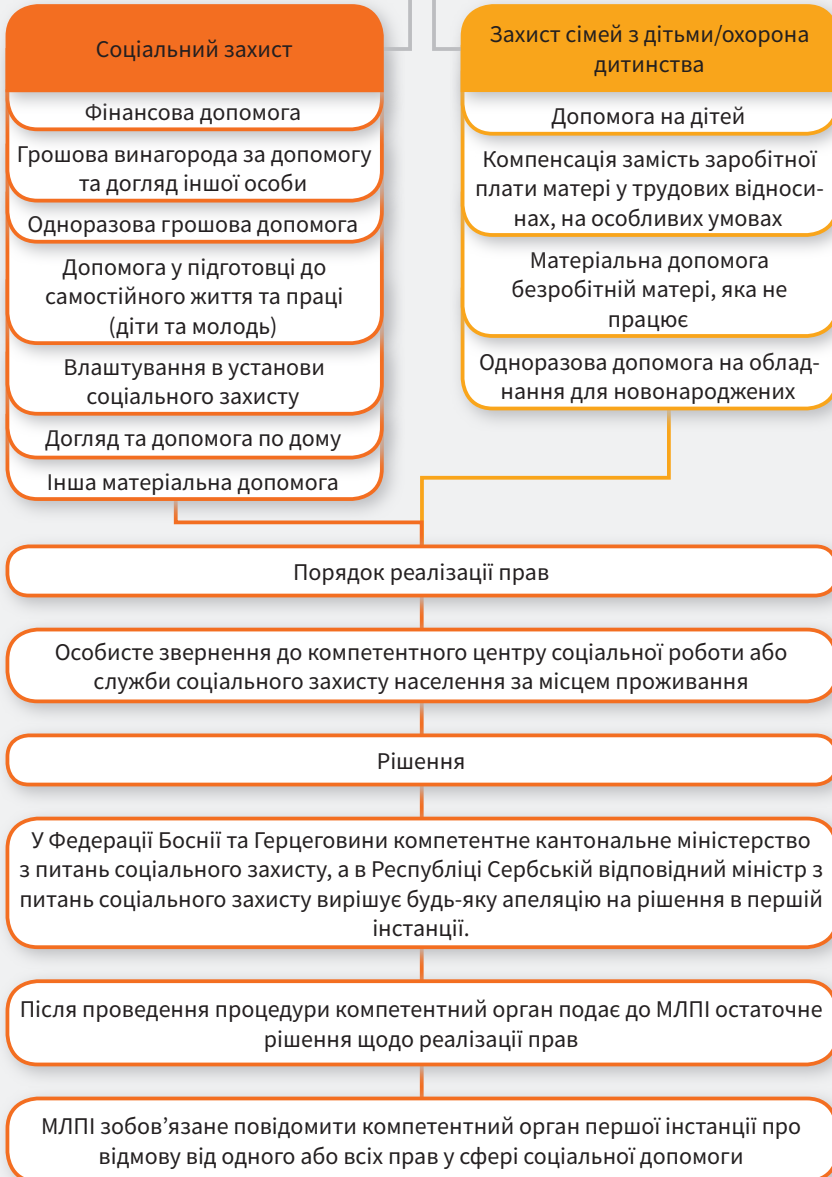 Соціальний захист
Фінансова допомога
Грошова винагорода за допомогу
та догляд іншої особи
Одноразова грошова допомога
Допомога у підготовці до
самостійного життя та праці
(діти та молодь)
Влаштування в установи
соціального захисту
Догляд та допомога по дому
Інша матеріальна допомога
Захист сімей з дітьми/охорона
дитинства
Допомога на дітей
Компенсація замість заробітної
плати матері у трудових відноси-
нах, на особливих умовах
Матеріальна допомога
безробітній матері, яка не
працює
Одноразова допомога на облад-
нання для новонароджених
Порядок реалізації прав
Особисте звернення до компетентного центру соціальної роботи або
служби соціального захисту населення за місцем проживання
Рішення
У Федерації Боснії та Герцеговини компетентне кантональне міністерство
з питань соціального захисту, а в Республіці Сербській відповідний міністр з
питань соціального захисту вирішує будь-яку апеляцію на рішення в першій
інстанції.
Після проведення процедури компетентний орган подає до МЛПІ остаточне
рішення щодо реалізації прав
МЛПІ зобов’язане повідомити компетентний орган першої інстанції про
відмову від одного або всіх прав у сфері соціальної допомоги